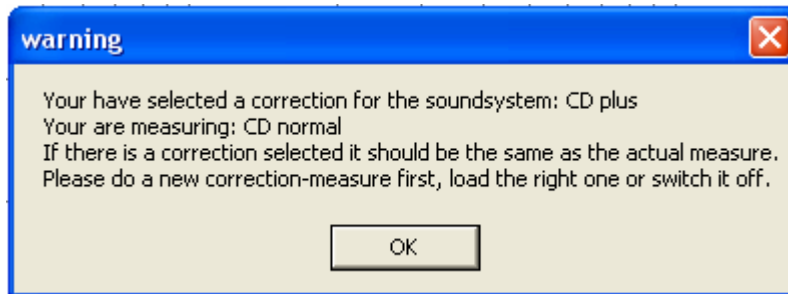 warning
Your have selected a correction for the soundsystem: CD plus
Your are measuring: CD normal
If there is a correction selected it should be the same as the actual measure.
Please do a new correction-measure first, load the right one or switch it off.
OK